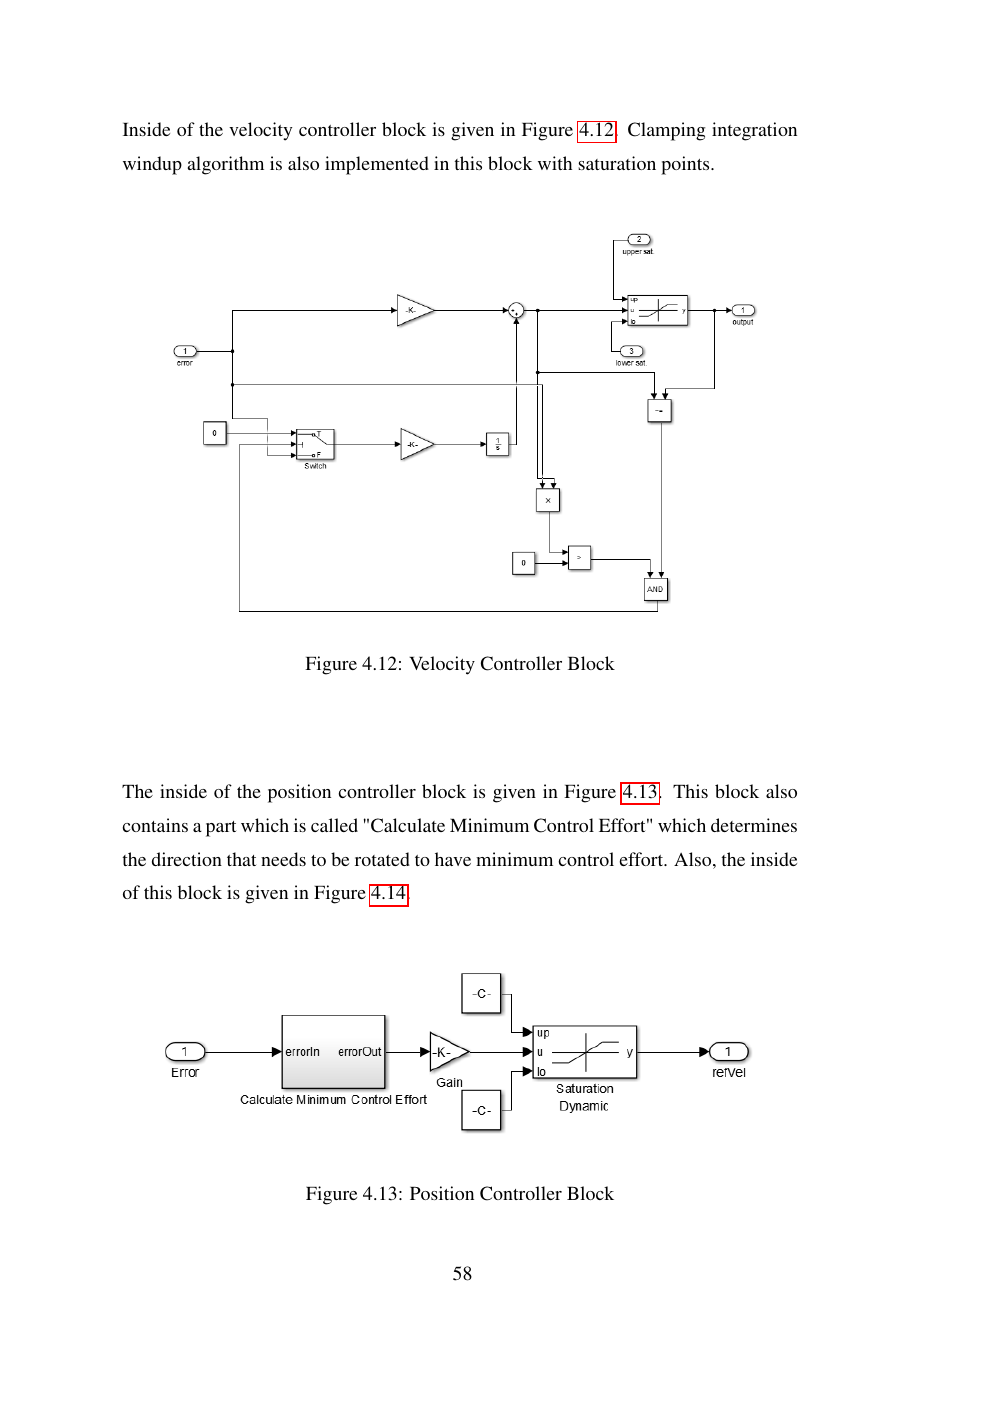 Inside of the velocity controller block is given in Figure 4.12. Clamping integration
windup algorithm is also implemented in this block with saturation points.
2
upper sat.
-K-
up
u
lo
y
1
output
1
error
3
lower sat.
~=
0
T
F
Switch
-K-
1
s
×
0
>
AND
Figure 4.12: Velocity Controller Block
The inside of the position controller block is given in Figure 4.13. This block also
contains a part which is called "Calculate Minimum Control Effort" which determines
the direction that needs to be rotated to have minimum control effort. Also, the inside
of this block is given in Figure 4.14.
-C-
1
Error
errorIn errorOut
Calculate Minimum Control Effort
-K-
Gain
-C-
up
u
lo
y
Saturation
Dynamic
1
refVel
Figure 4.13: Position Controller Block
58